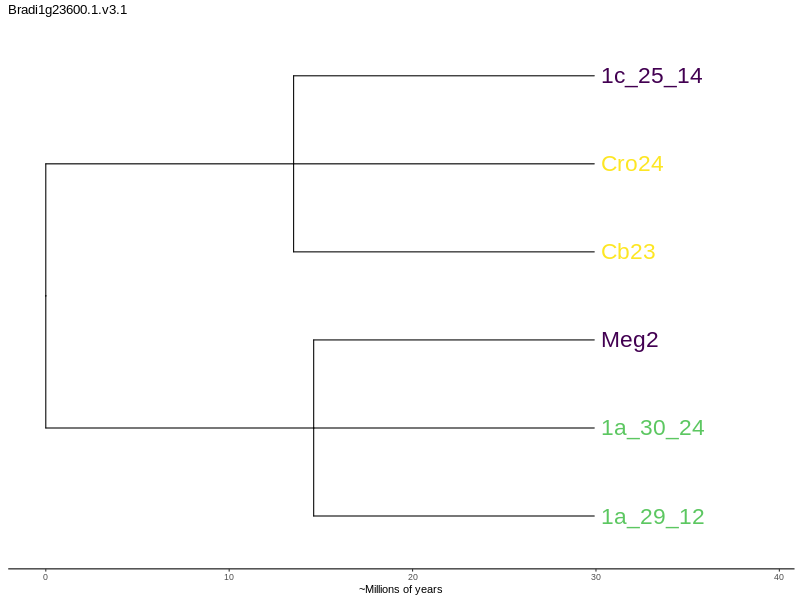 Bradi1g23600.1.v3.1
1c_25_14
Cro24
Cb23
Meg2
1a_30_24
1a_29_12
0 10 20 30 40
~Millions of years